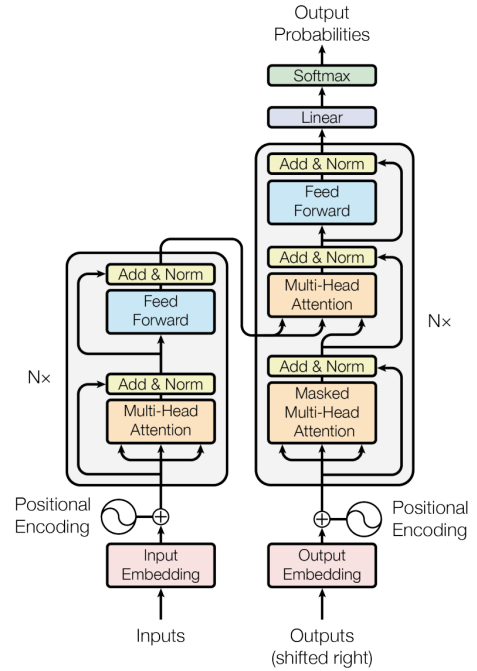 Output
Probabilities
Softmax
Linear
Add & Norm
Feed
Forward
Add & Norm
Multi-Head
Attention
Add & Norm
Masked
Multi-Head
Attention
N×
Add & Norm
Feed
Forward
Add & Norm
Multi-Head
Attention
N×
Positional
Encoding
Positional
Encoding
Input
Embedding
Output
Embedding
Inputs
Outputs
(shifted right)